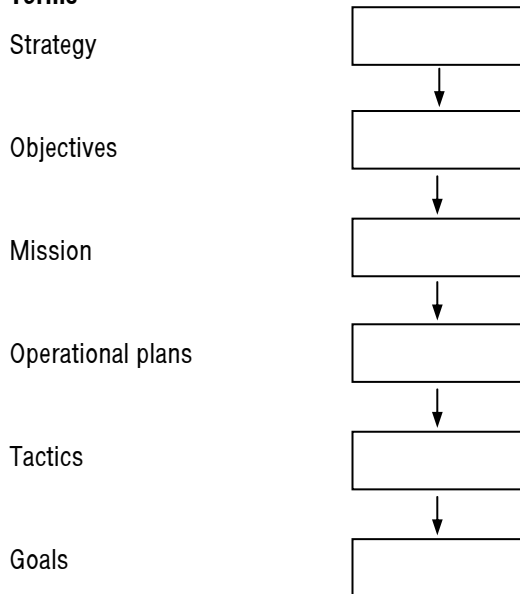 Terms
Strategy
Objectives
Mission
Operational plans
Tactics
Goals